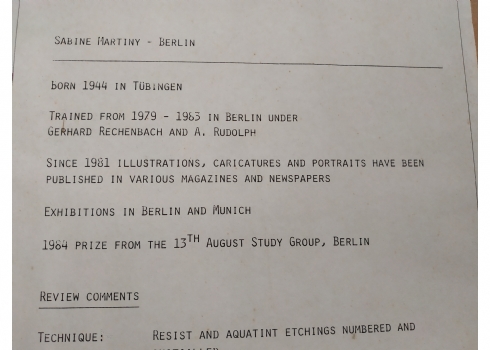 SABINE MARTINY - BERLIN
BORN 1944 IN TÜBINGEN
TRAINED FROM 1979 - 1983 IN BERLIN UNDER
GERHARD RECHENBACH AND A. RUDOLPH
SINCE 1981 ILLUSTRATIONS, CARICATURES AND PORTRAITS HAVE BEEN
PUBLISHED IN VARIOUS MAGAZINES AND NEWSPAPERS
EXHIBITIONS IN BERLIN AND MUNICH
1984 PRIZE FROM THE 13TH AUGUST STUDY GROUP, BERLIN
REVIEW COMMENTS
TECHNIQUE: RESIST AND AQUATINT ETCHINGS NUMBERED AND